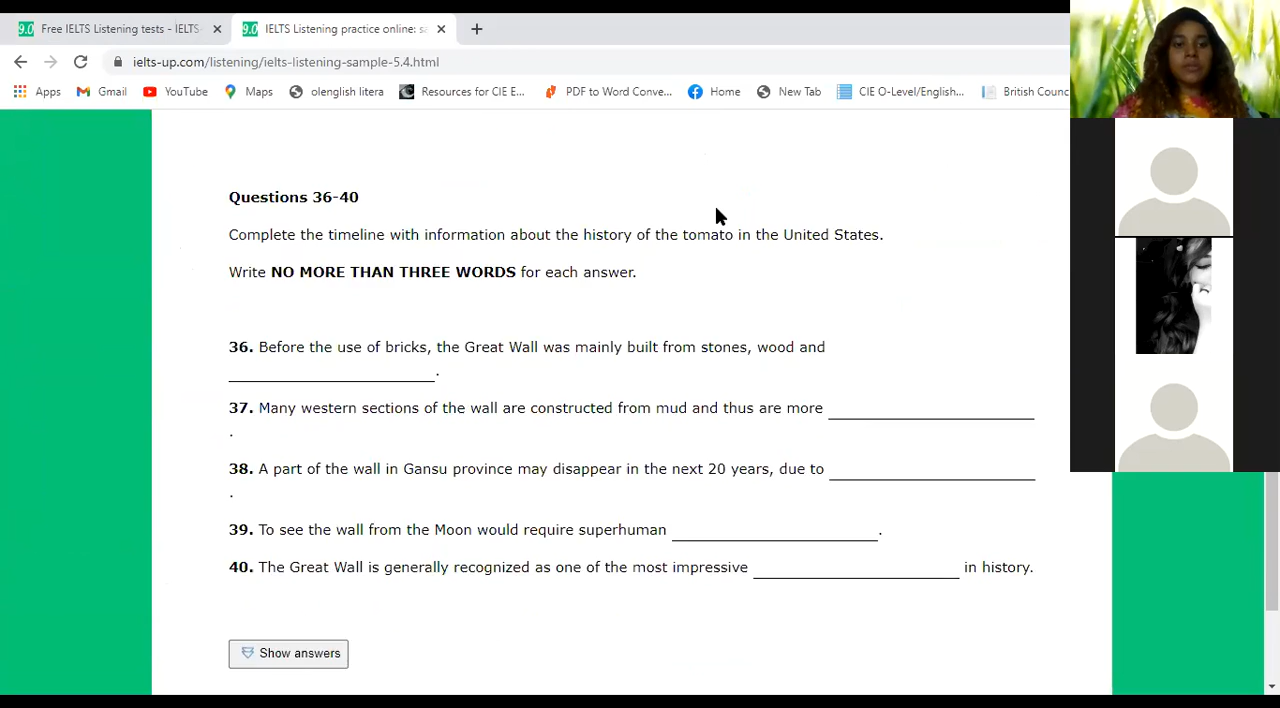 9.0 Free IELTS Listening tests - IELTS
9.0 IELTS Listening practice online: sa
ielts-up.com/listening/ielts-listening-sample-5.4.html
Apps Gmail YouTube Maps olenglish litera Resources for CIE E... PDF to Word Conve... Home New Tab CIE O-Level/English... British Counc
Questions 36-40
Complete the timeline with information about the history of the tomato in the United States.
Write NO MORE THAN THREE WORDS for each answer.
36. Before the use of bricks, the Great Wall was mainly built from stones, wood and
.
37. Many western sections of the wall are constructed from mud and thus are more
.
38. A part of the wall in Gansu province may disappear in the next 20 years, due to
.
39. To see the wall from the Moon would require superhuman .
40. The Great Wall is generally recognized as one of the most impressive in history.
Show answers